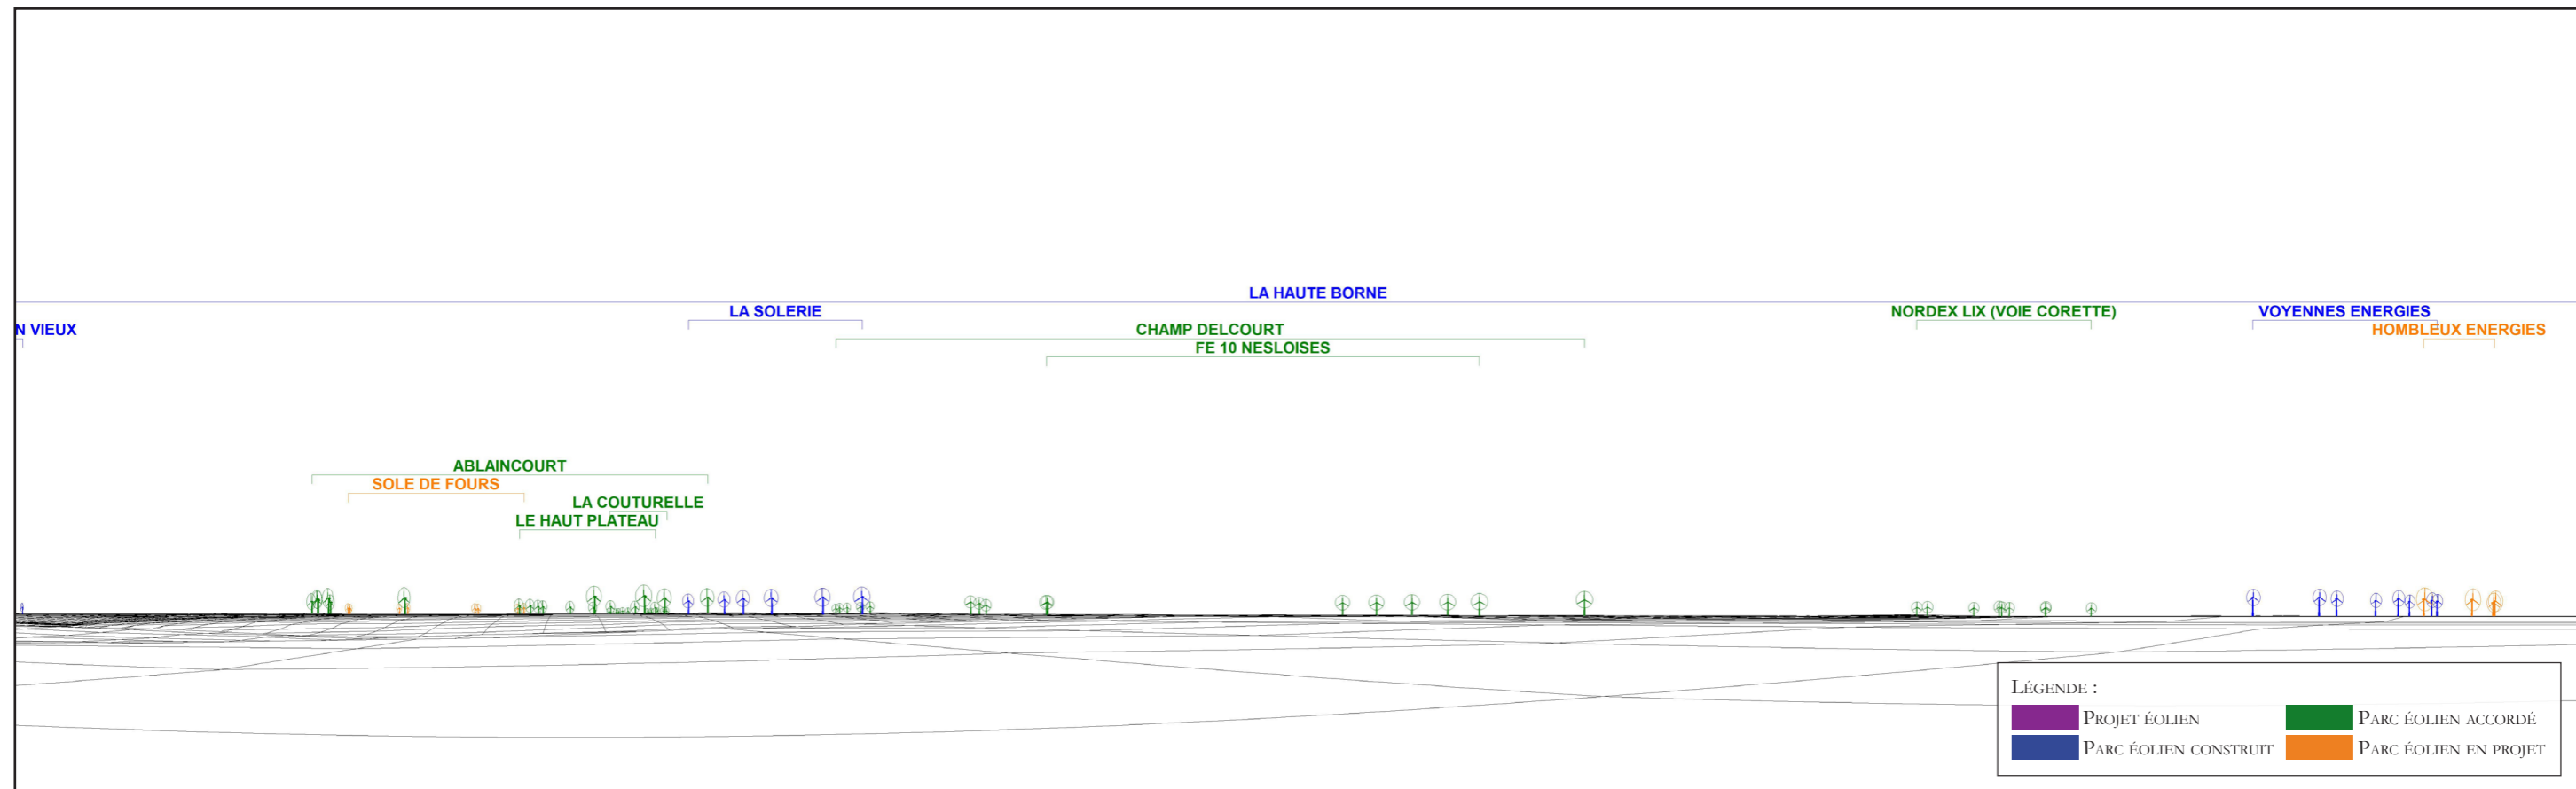 LA HAUTE BORNE
LA SOLERIE
NORDEX LIX (VOIE CORETTE)
VOYENNES ENERGIES
N VIEUX
CHAMP DELCOURT
HOMBLEUX ENERGIES
FE 10 NESLOISES
ABLAINCOURT
SOLE DE FOURS
LA COUTURELLE
LE HAUT PLATEAU
Légende :
Projet éolien
Parc éolien accordé
Parc éolien construit
Parc éolien en projet